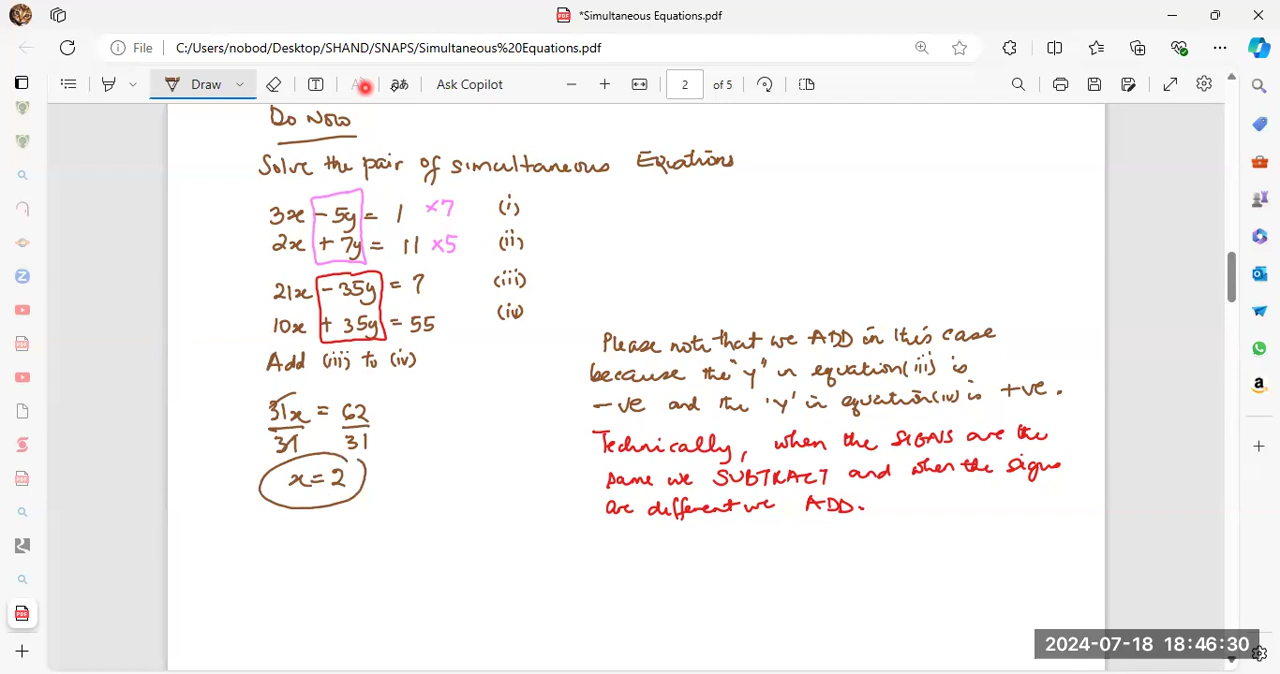 *Simultaneous Equations.pdf
File C:/Users/nobod/Desktop/SHAND/SNAPS/Simultaneous%20Equations.pdf
Draw Ask Copilot 2 of 5
Do Now
Solve the pair of simultaneous Equations
3x - 5y = 1 ×7 (i)
2x + 7y = 11 ×5 (ii)
21x - 35y = 7 (iii)
10x + 35y = 55 (iv)
Add (iii) to (iv)
31x = 62
31 31
x = 2
Please note that we ADD in this case
because the "y" in equation (iii) is
-ve and the 'y' in equation (iv) is +ve.
Technically, when the SIGNS are the
same we SUBTRACT and when the signs
are different we ADD.
2024-07-18 18:46:30